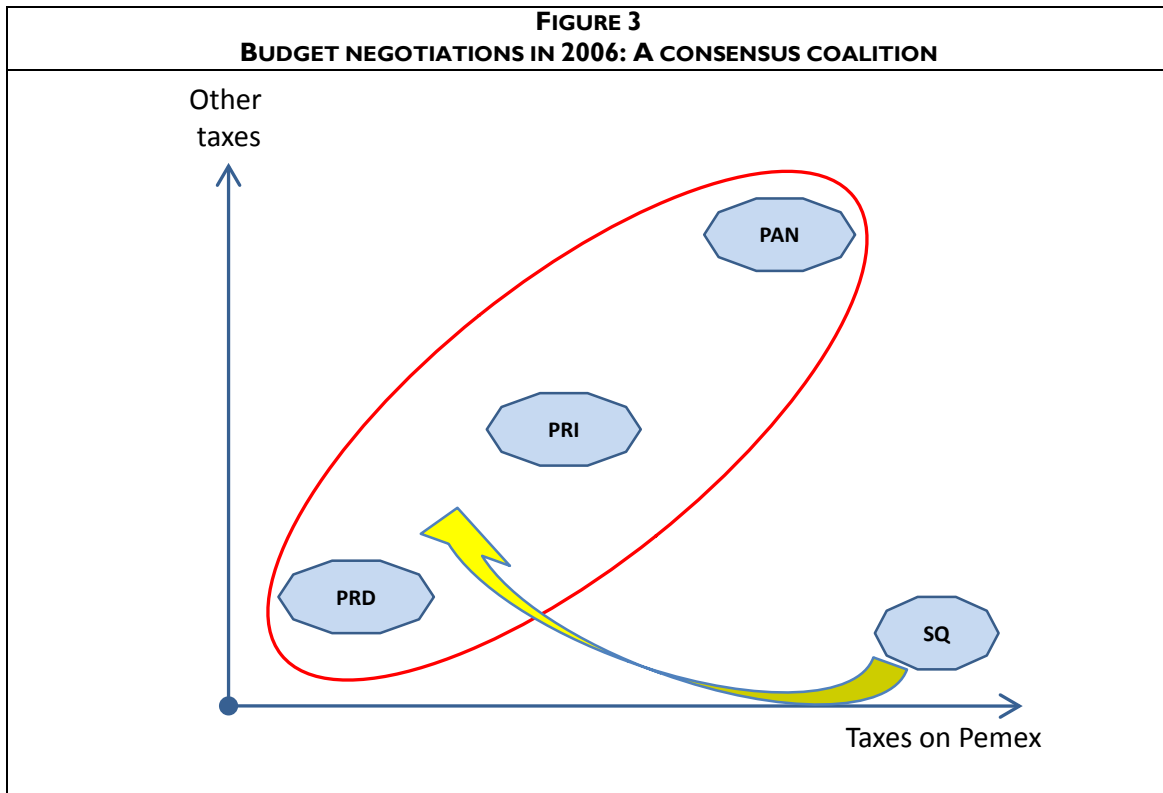 FIGURE 3
BUDGET NEGOTIATIONS IN 2006: A CONSENSUS COALITION
Other
taxes
PAN
PRI
PRD
SQ
Taxes on Pemex